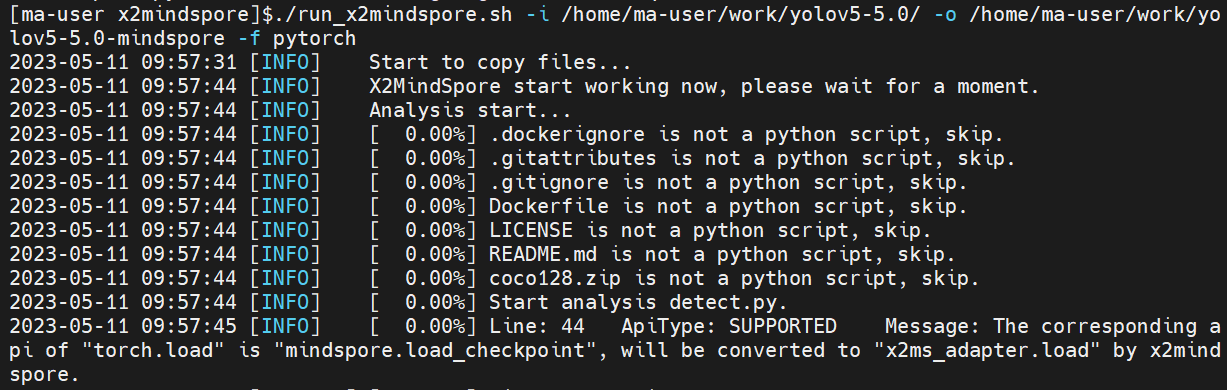 [ma-user x2mindspore]$./run_x2mindspore.sh -i /home/ma-user/work/yolov5-5.0/ -o /home/ma-user/work/yo
lov5-5.0-mindspore -f pytorch
2023-05-11 09:57:31 [INFO]    Start to copy files...
2023-05-11 09:57:44 [INFO]    X2MindSpore start working now, please wait for a moment.
2023-05-11 09:57:44 [INFO]    Analysis start...
2023-05-11 09:57:44 [INFO]    [  0.00%] .dockerignore is not a python script, skip.
2023-05-11 09:57:44 [INFO]    [  0.00%] .gitattributes is not a python script, skip.
2023-05-11 09:57:44 [INFO]    [  0.00%] .gitignore is not a python script, skip.
2023-05-11 09:57:44 [INFO]    [  0.00%] Dockerfile is not a python script, skip.
2023-05-11 09:57:44 [INFO]    [  0.00%] LICENSE is not a python script, skip.
2023-05-11 09:57:44 [INFO]    [  0.00%] README.md is not a python script, skip.
2023-05-11 09:57:44 [INFO]    [  0.00%] coco128.zip is not a python script, skip.
2023-05-11 09:57:44 [INFO]    [  0.00%] Start analysis detect.py.
2023-05-11 09:57:45 [INFO]    [  0.00%] Line: 44   ApiType: SUPPORTED    Message: The corresponding a
pi of "torch.load" is "mindspore.load_checkpoint", will be converted to "x2ms_adapter.load" by x2mind
spore.